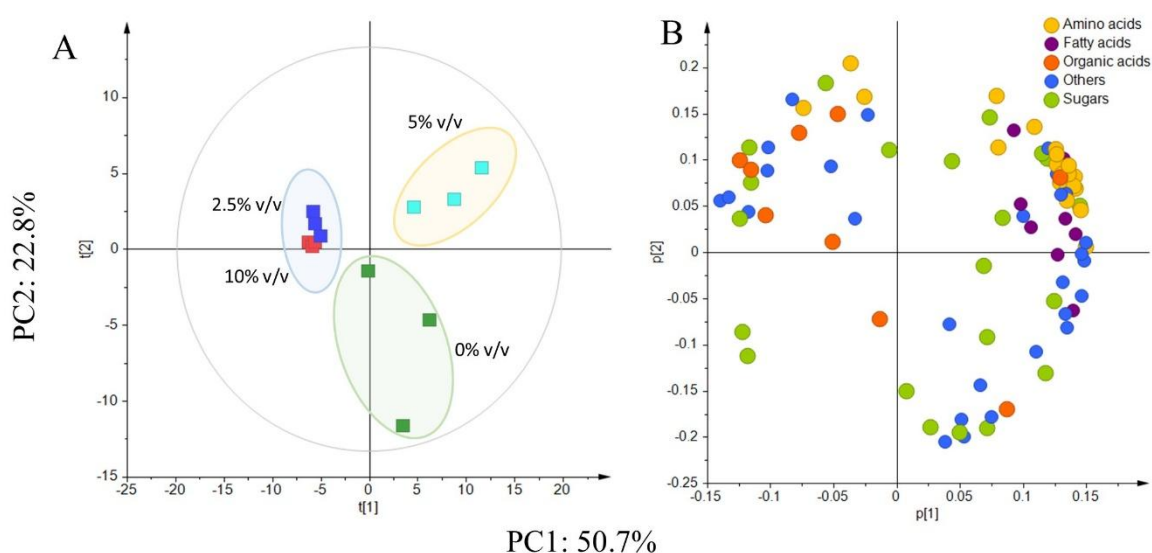 A
10
5
0
-5
-10
-15
t[2]
-25
-20
-15
-10
-5
0
5
10
15
20
t[1]
5% v/v
2.5% v/v
10% v/v
0% v/v
PC2: 22.8%
B
Amino acids
Fatty acids
Organic acids
Others
Sugars
0.2
0.15
0.1
0.05
0
-0.05
-0.1
-0.15
-0.2
-0.25
p[2]
-0.15
-0.1
-0.05
0
0.05
0.1
0.15
p[1]
PC1: 50.7%